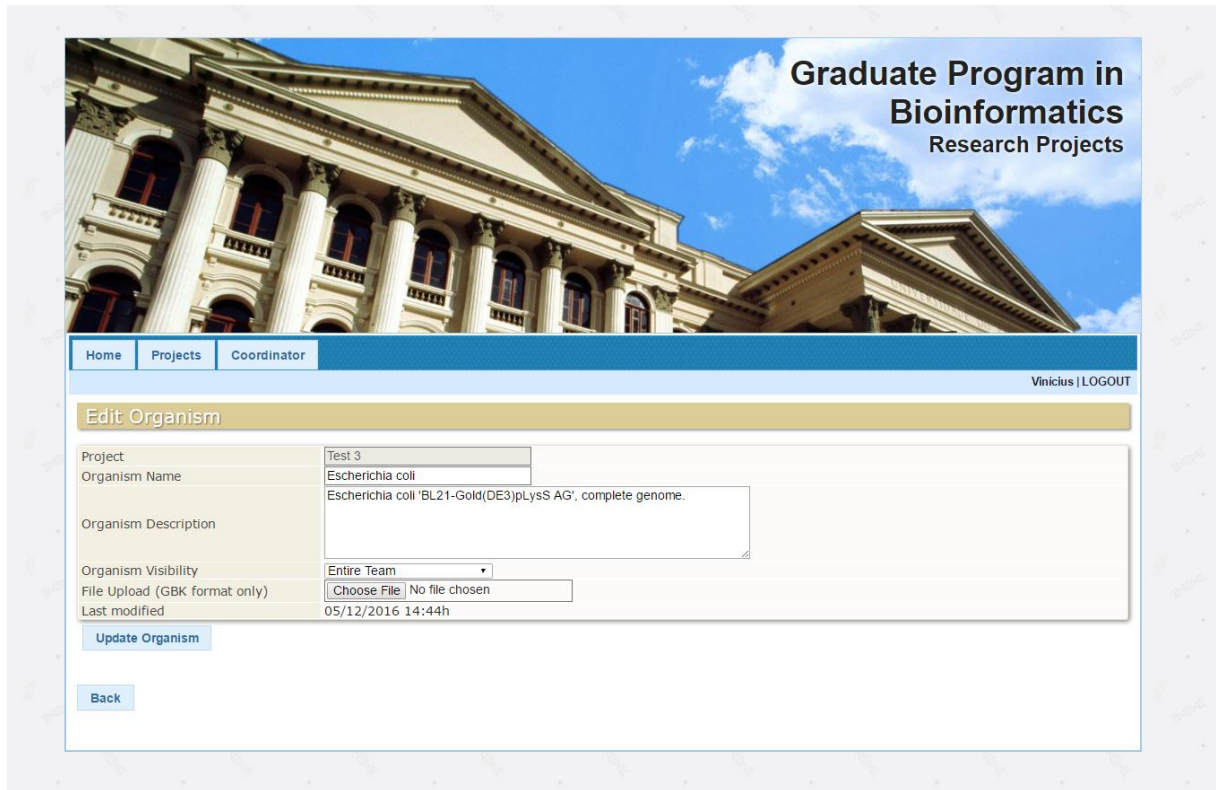 Graduate Program in
Bioinformatics
Research Projects
UNIVERSIDADE
Home Projects Coordinator
Vinicius | LOGOUT
Edit Organism
Project Test 3
Organism Name Escherichia coli
Organism Description Escherichia coli 'BL21-Gold(DE3)pLysS AG', complete genome.
Organism Visibility Entire Team
File Upload (GBK format only) Choose File No file chosen
Last modified 05/12/2016 14:44h
Update Organism
Back